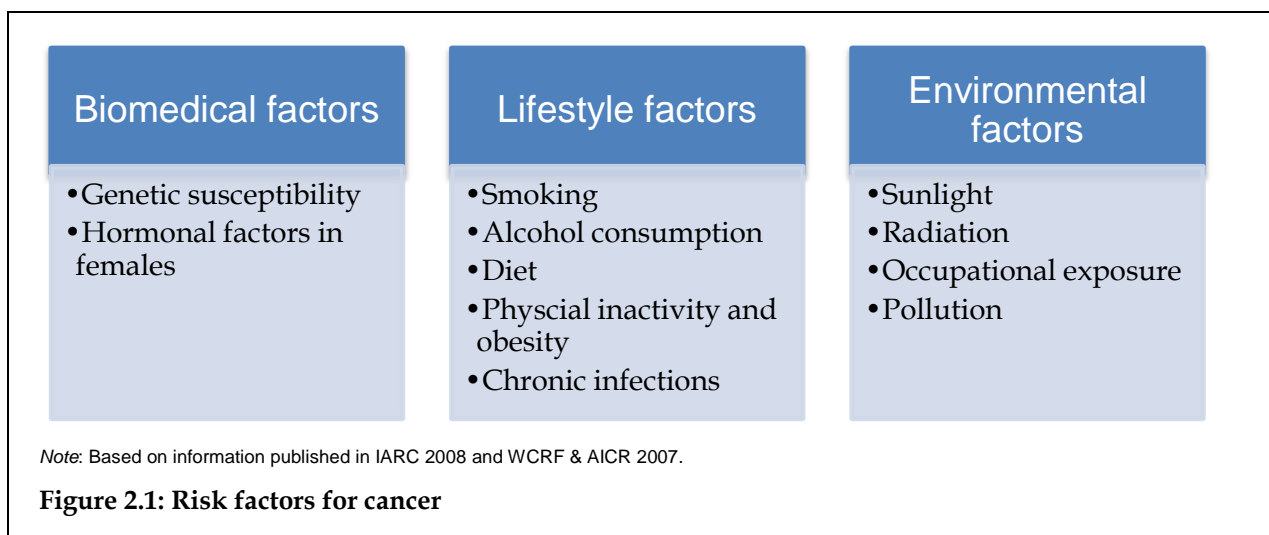 Biomedical factors
•Genetic susceptibility
•Hormonal factors in
females
Lifestyle factors
•Smoking
•Alcohol consumption
•Diet
•Physcial inactivity and
obesity
•Chronic infections
Environmental
factors
•Sunlight
•Radiation
•Occupational exposure
•Pollution
Note: Based on information published in IARC 2008 and WCRF & AICR 2007.
Figure 2.1: Risk factors for cancer